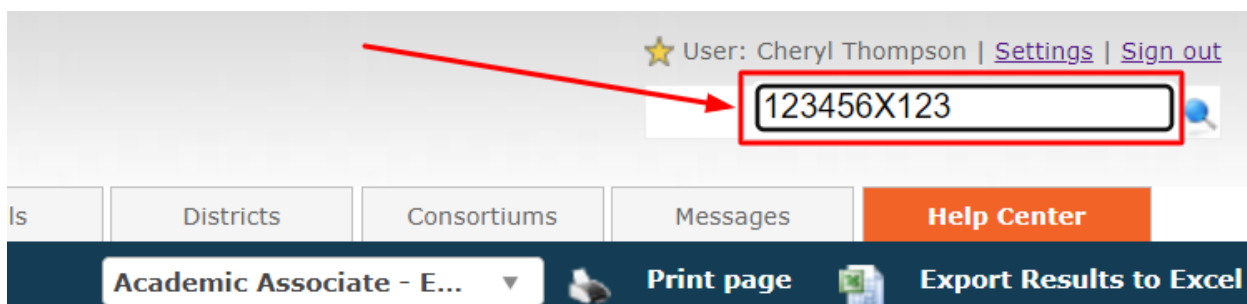 User: Cheryl Thompson | Settings | Sign out
123456X123
ls Districts Consortiums Messages Help Center
Academic Associate - E... Print page Export Results to Excel